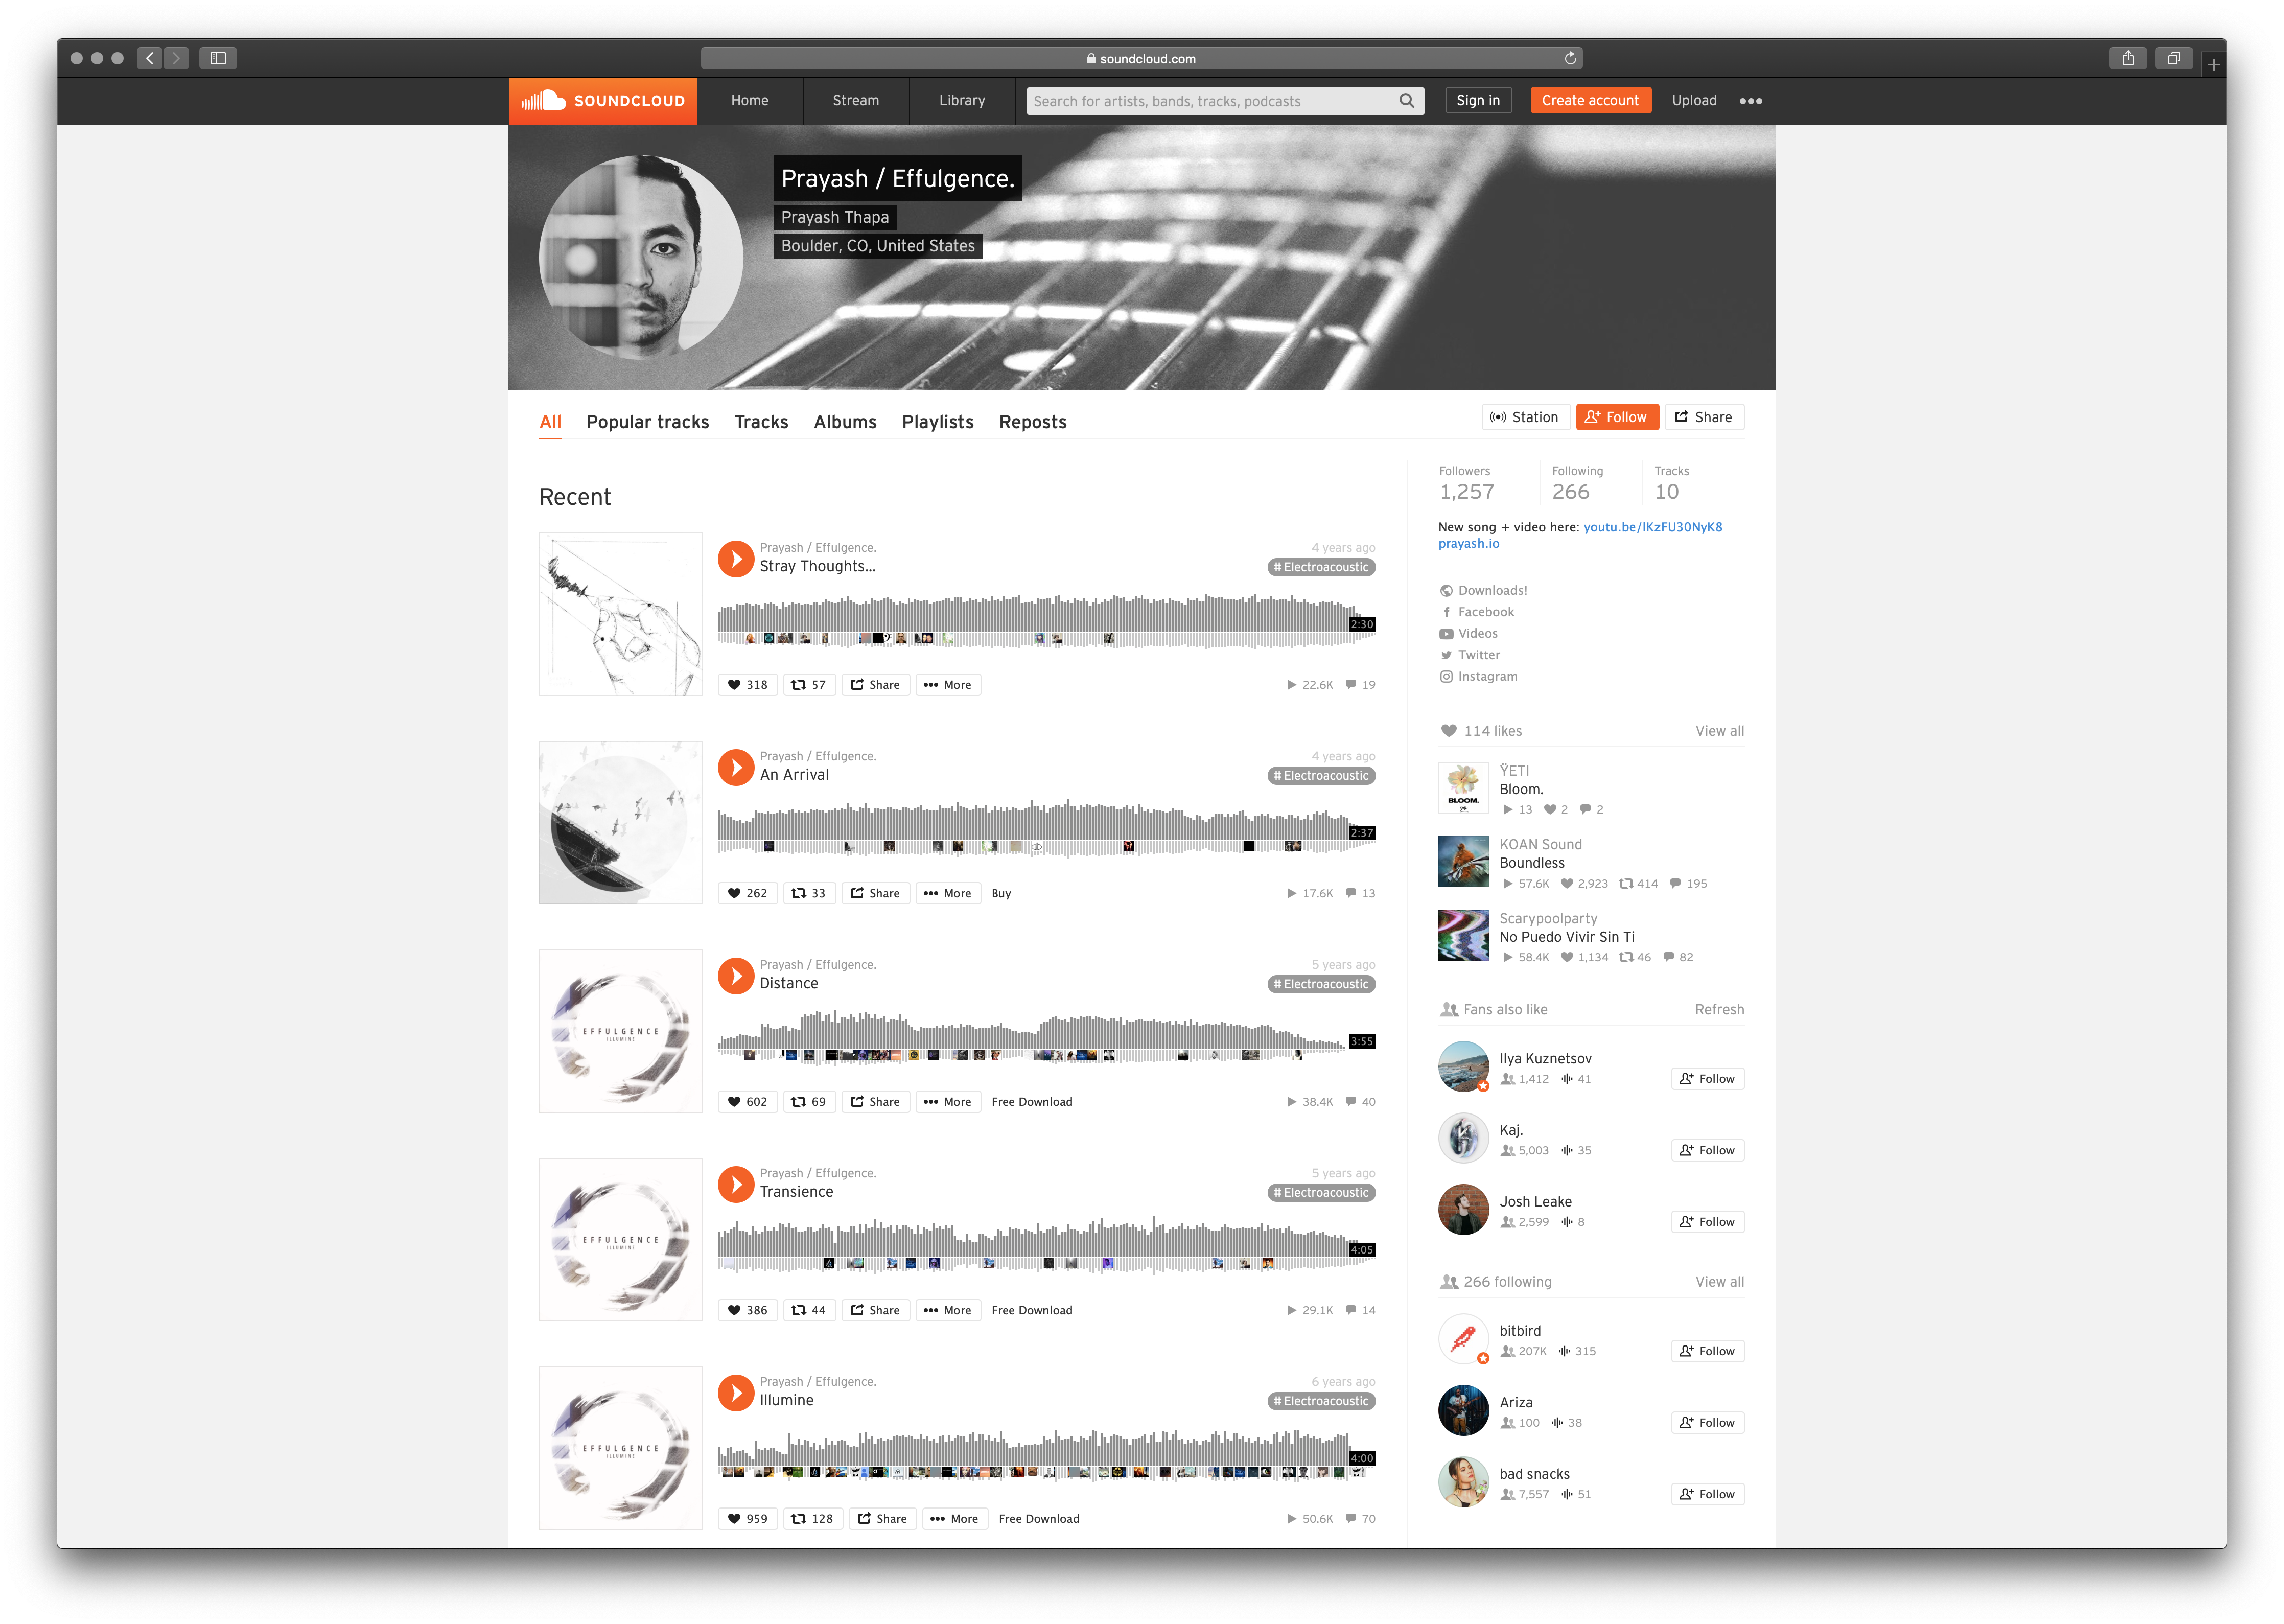 soundcloud.com
SOUNDCLOUD Home Stream Library Search for artists, bands, tracks, podcasts Sign in Create account Upload
Prayash / Effulgence.
Prayash Thapa
Boulder, CO, United States
All Popular tracks Tracks Albums Playlists Reposts Station Follow Share
Recent
Prayash / Effulgence. 4 years ago
Stray Thoughts... # Electroacoustic
2:30
318 57 Share More 22.6K 19
Prayash / Effulgence. 4 years ago
An Arrival # Electroacoustic
2:37
262 33 Share More Buy 17.6K 13
Prayash / Effulgence. 5 years ago
Distance # Electroacoustic
EFFULGENCE
ILLUMINE
3:55
602 69 Share More Free Download 38.4K 40
Prayash / Effulgence. 5 years ago
Transience # Electroacoustic
EFFULGENCE
ILLUMINE
4:05
386 44 Share More Free Download 29.1K 14
Prayash / Effulgence. 6 years ago
Illumine # Electroacoustic
EFFULGENCE
ILLUMINE
4:00
959 128 Share More Free Download 50.6K 70
Followers Following Tracks
1,257 266 10
New song + video here: youtu.be/lKzFU30NyK8
prayash.io
Downloads!
Facebook
Videos
Twitter
Instagram
114 likes View all
ŸETI
Bloom.
BLOOM.
13 2 2
KOAN Sound
Boundless
57.6K 2,923 414 195
Scarypoolparty
No Puedo Vivir Sin Ti
58.4K 1,134 46 82
Fans also like Refresh
Ilya Kuznetsov
1,412 41 Follow
Kaj.
5,003 35 Follow
Josh Leake
2,599 8 Follow
266 following View all
bitbird
207K 315 Follow
Ariza
100 38 Follow
bad snacks
7,557 51 Follow